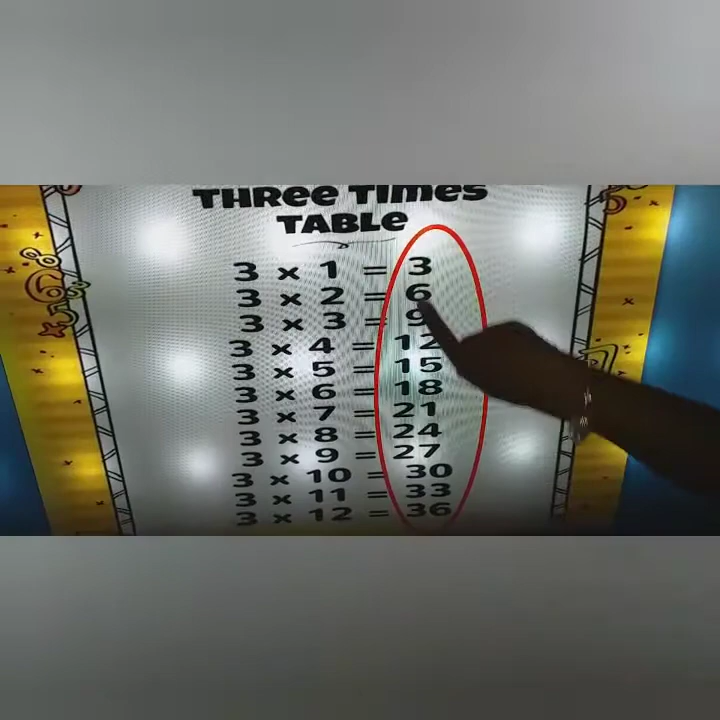 THREE TIMES
TABLE
3 × 1 = 3
3 × 2 = 6
3 × 3 = 9
3 × 4 = 12
3 × 5 = 15
3 × 6 = 18
3 × 7 = 21
3 × 8 = 24
3 × 9 = 27
3 × 10 = 30
3 × 11 = 33
3 × 12 = 36